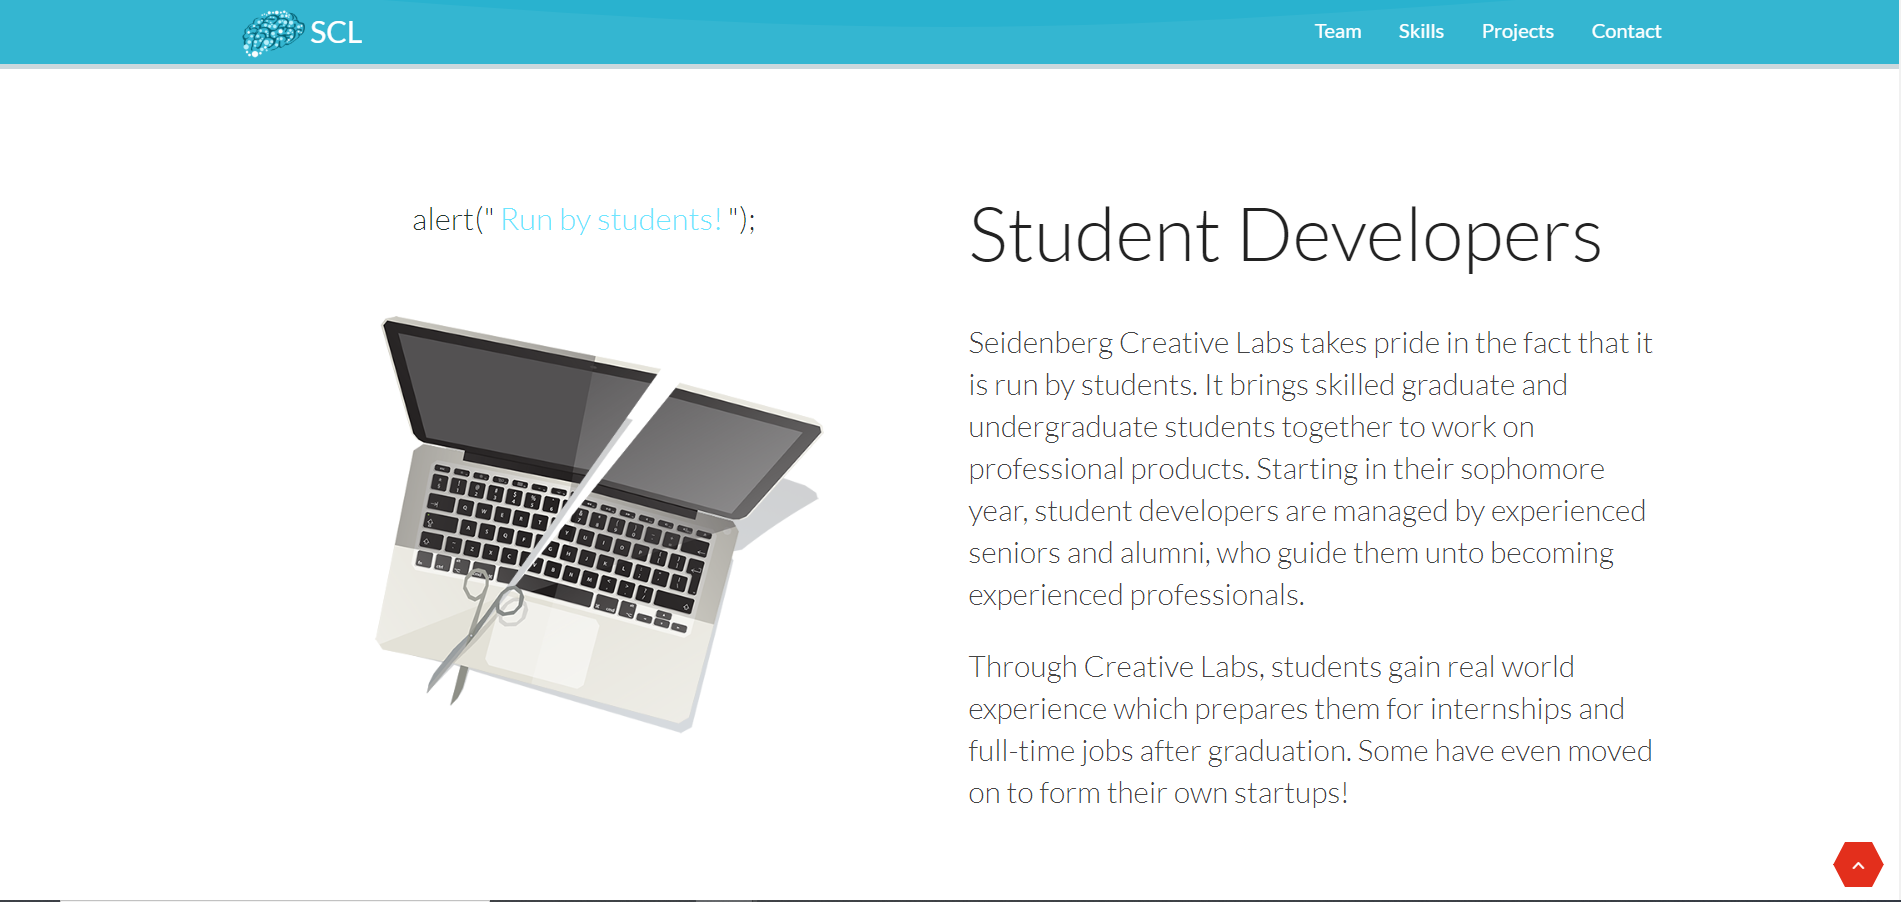 SCL
Team Skills Projects Contact
alert(" Run by students! ");
Student Developers
Seidenberg Creative Labs takes pride in the fact that it
is run by students. It brings skilled graduate and
undergraduate students together to work on
professional products. Starting in their sophomore
year, student developers are managed by experienced
seniors and alumni, who guide them unto becoming
experienced professionals.
Through Creative Labs, students gain real world
experience which prepares them for internships and
full-time jobs after graduation. Some have even moved
on to form their own startups!